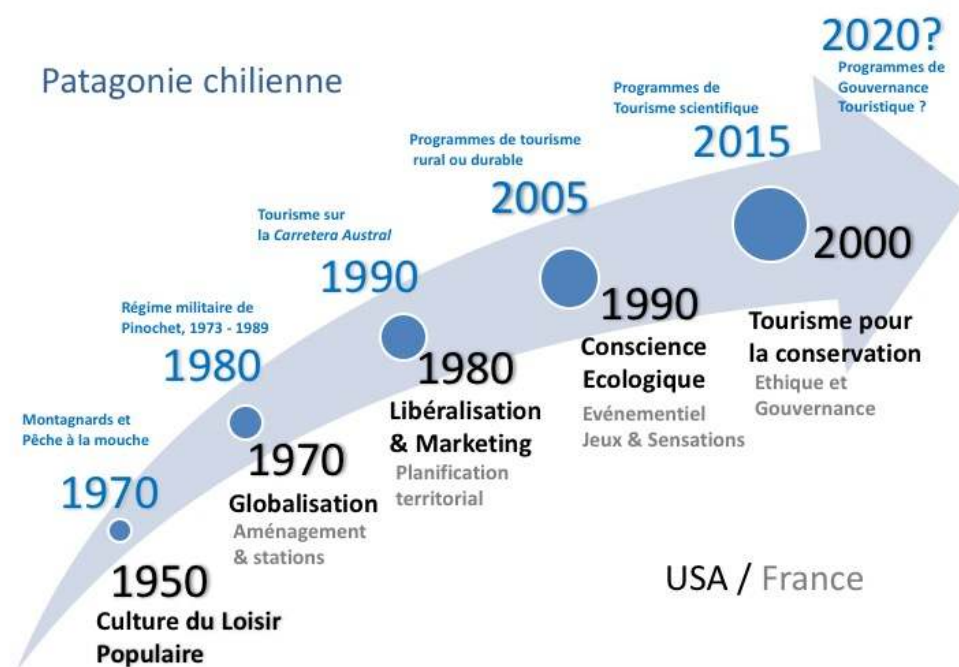 Patagonie chilienne
2020?
Programmes de
Gouvernance
Touristique ?
Programmes de
Tourisme scientifique
2015
Programmes de tourisme
rural ou durable
2005
Tourisme sur
la Carretera Austral
1990
Régime militaire de
Pinochet, 1973 - 1989
1980
Montagnards et
Pêche à la mouche
1970
1950
Culture du Loisir
Populaire
1970
Globalisation
Aménagement
& stations
1980
Libéralisation
& Marketing
Planification
territorial
1990
Conscience
Ecologique
Evénementiel
Jeux & Sensations
2000
Tourisme pour
la conservation
Ethique et
Gouvernance
USA / France